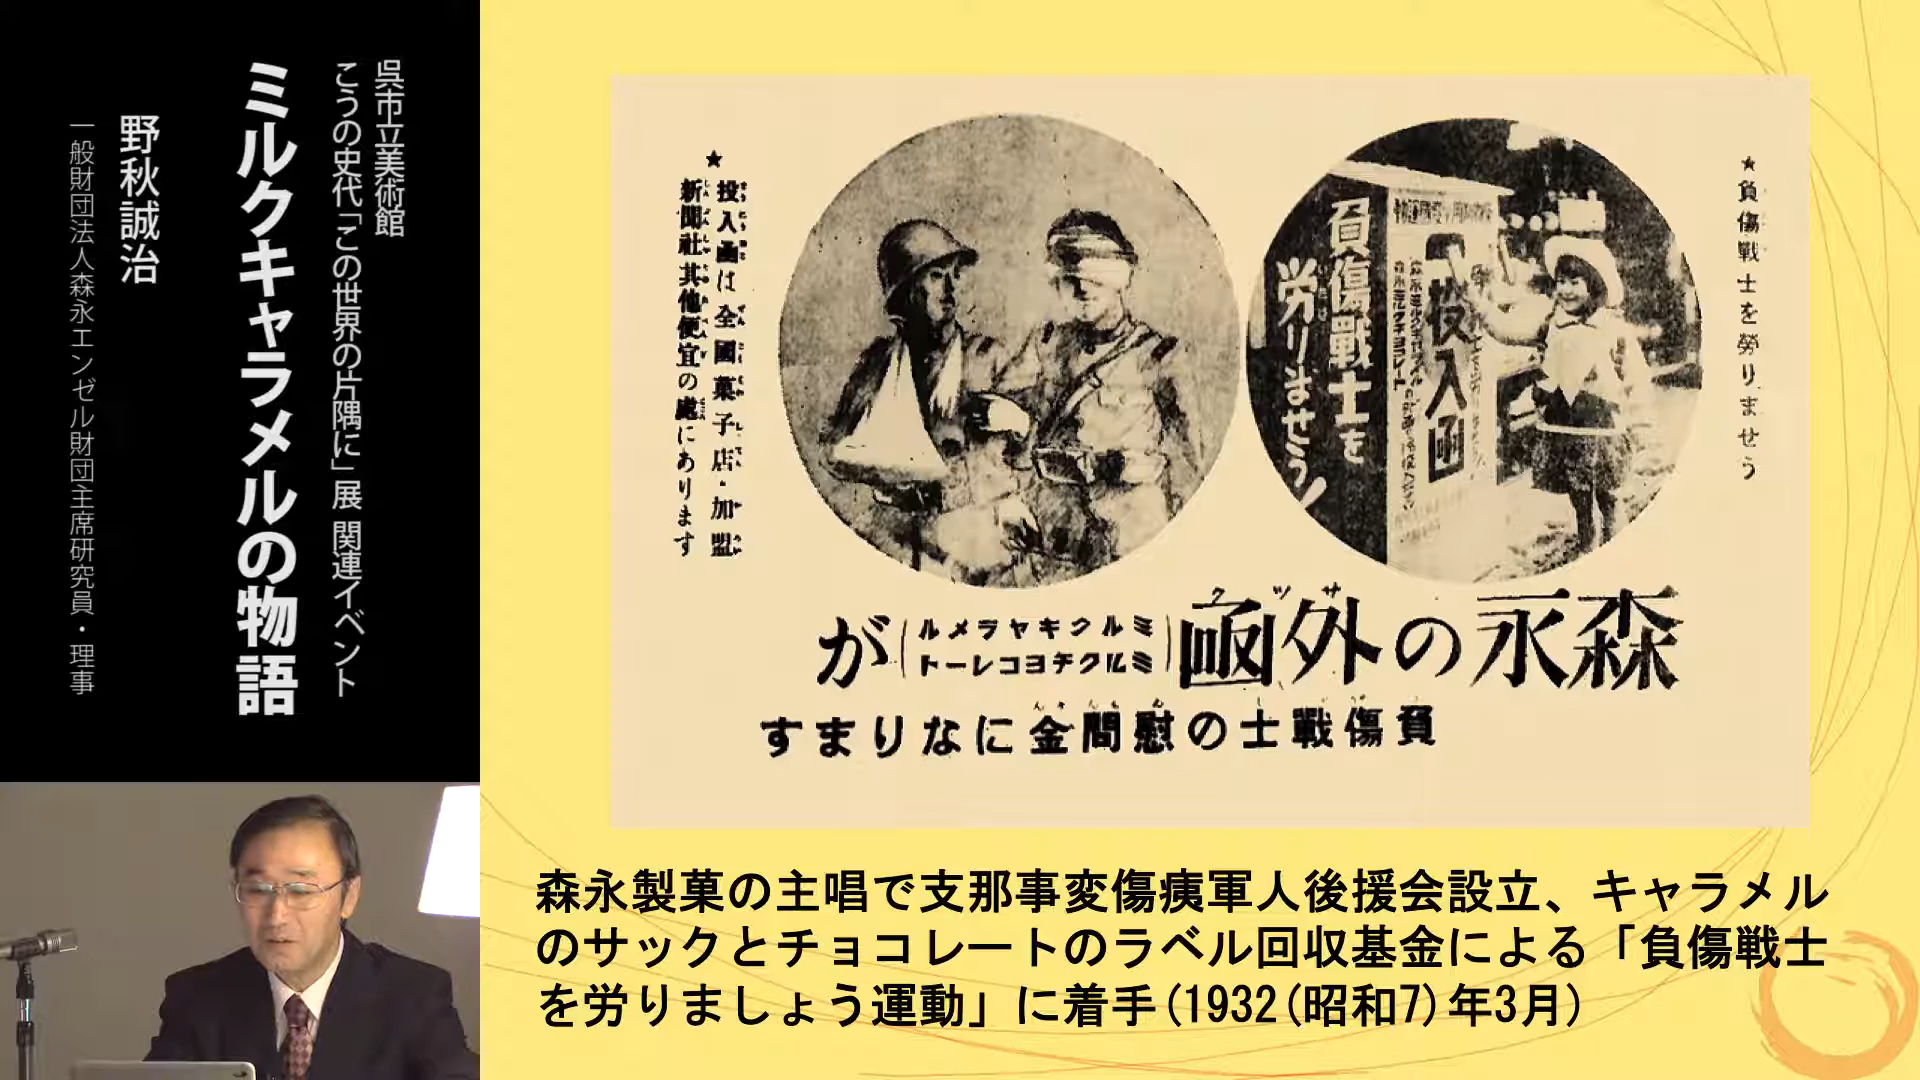 呉市立美術館
こうの史代「この世界の片隅に」展 関連イベント
ミルクキャラメルの物語
野秋誠治
一般財団法人森永エンゼル財団主席研究員・理事
★負傷戰士を勞りませう
負傷戰士を
労りませう!
投入函
★投入函は全國菓子店・加盟
新聞社其他便宜の處にあります
森永の外函(ミルクキャラメル
ミルクチョコレート)が
サック
負傷戰士の慰問金になります
森永製菓の主唱で支那事変傷痍軍人後援会設立、キャラメル
のサックとチョコレートのラベル回収基金による「負傷戦士
を労りましょう運動」に着手(1932(昭和7)年3月)